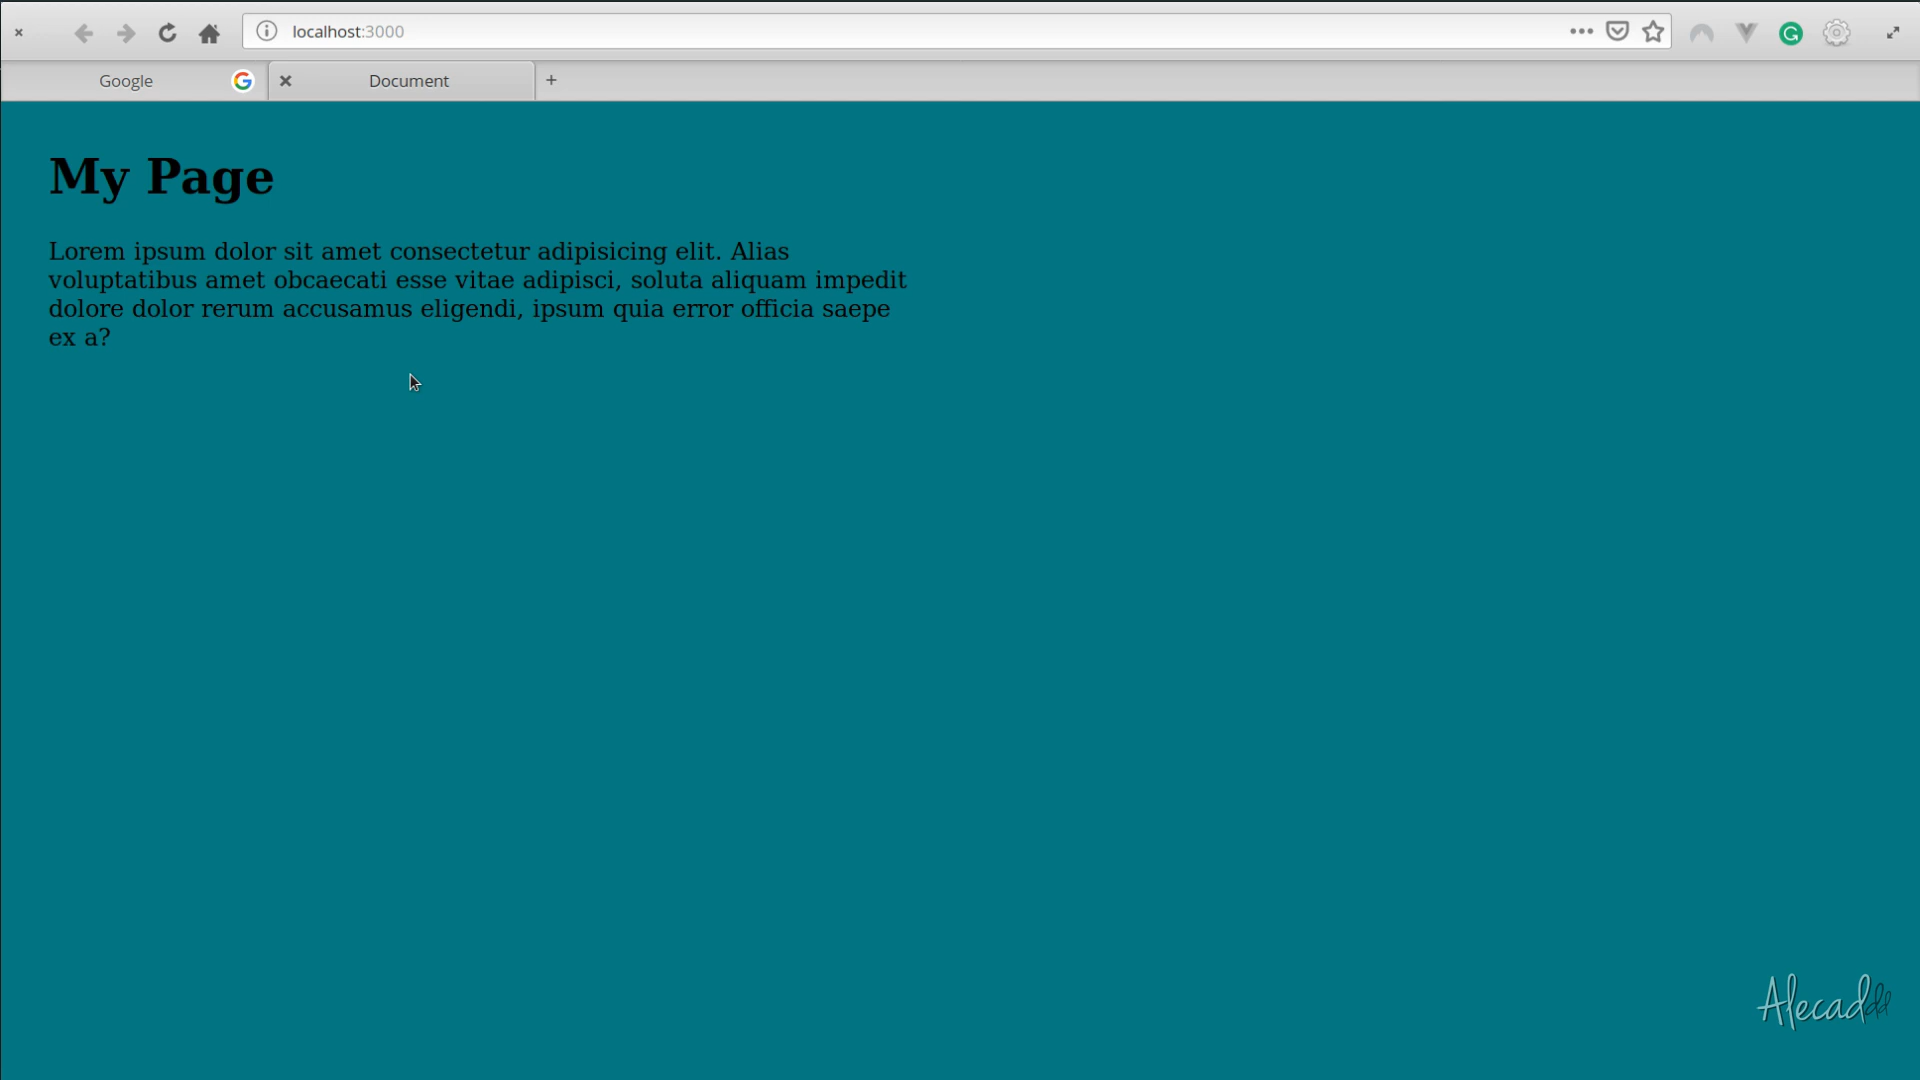 localhost:3000
Google
Document
My Page
Lorem ipsum dolor sit amet consectetur adipisicing elit. Alias
voluptatibus amet obcaecati esse vitae adipisci, soluta aliquam impedit
dolore dolor rerum accusamus eligendi, ipsum quia error officia saepe
ex a?
Alecaddd